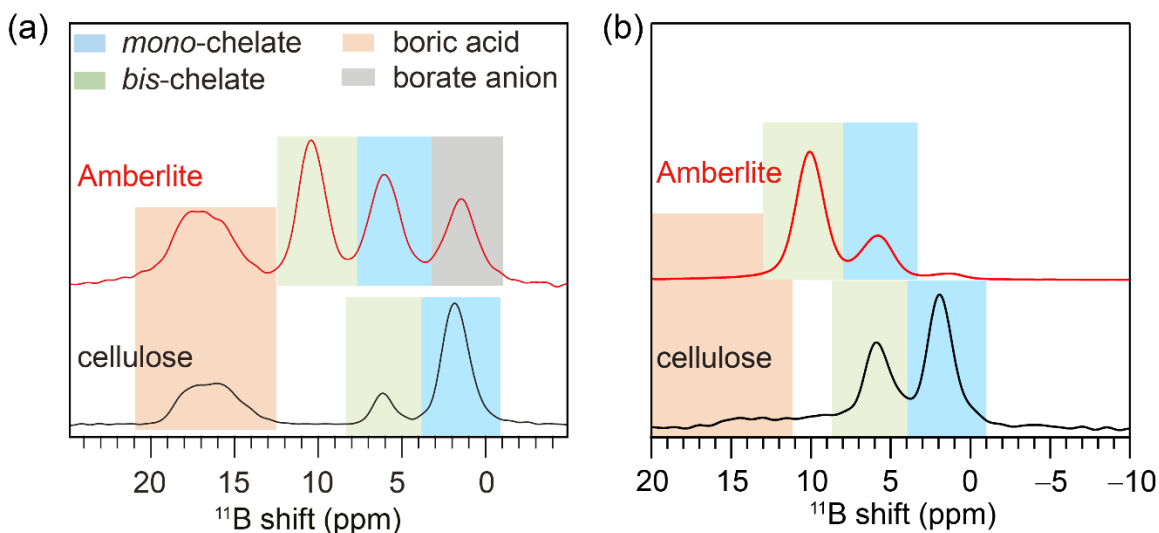 (a)
mono-chelate
boric acid
bis-chelate
borate anion
Amberlite
cellulose
20 15 10 5 0
¹¹B shift (ppm)
(b)
Amberlite
cellulose
20 15 10 5 0 −5 −10
¹¹B shift (ppm)